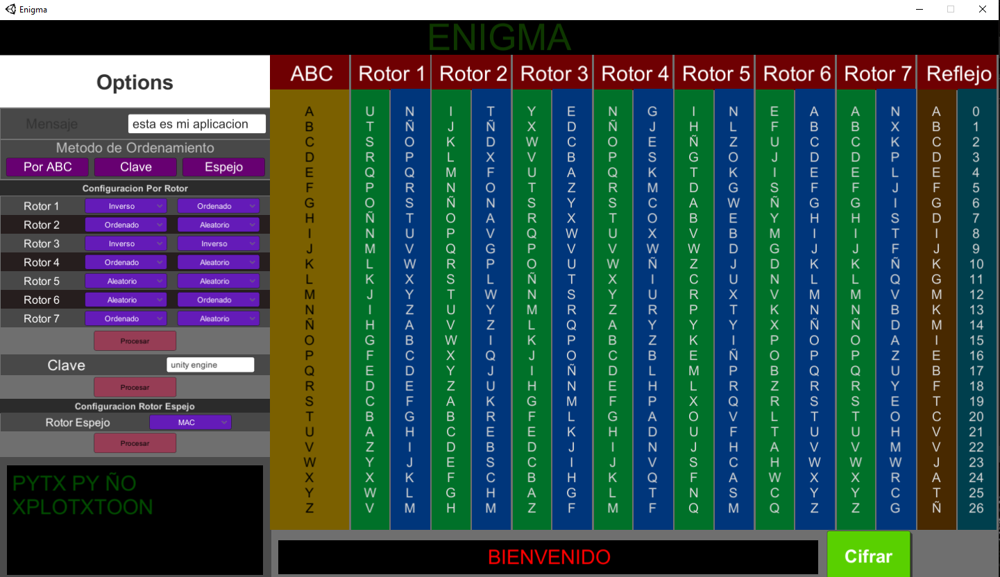 Enigma
ENIGMA
Options
Mensaje esta es mi aplicacion
Metodo de Ordenamiento
Por ABC Clave Espejo
Configuracion Por Rotor
Rotor 1 Inverso Ordenado
Rotor 2 Ordenado Aleatorio
Rotor 3 Inverso Inverso
Rotor 4 Ordenado Aleatorio
Rotor 5 Aleatorio Aleatorio
Rotor 6 Aleatorio Ordenado
Rotor 7 Ordenado Aleatorio
Procesar
Clave unity engine
Procesar
Configuracion Rotor Espejo
Rotor Espejo MAC
Procesar
PYTX PY ÑO
XPLOTXTOON
ABC Rotor 1 Rotor 2 Rotor 3 Rotor 4 Rotor 5 Rotor 6 Rotor 7 Reflejo
A U N I T Y E N G I N E A A N A 0
B T Ñ J Ñ X D Ñ J H L F B B X B 1
C S O K D W C O E Ñ Z U C C K C 2
D R P L X V B P S G O J D D P D 3
E Q Q M F U A Q K T K I E E L E 4
F P R N O T Z R M D G S F F J F 5
G O S Ñ N S Y S C A W Ñ G G I G 6
H Ñ T O A R X T O B E Y H H S D 7
I N U P V Q W U X V B M I I T I 8
J M V Q G P V V W W D G J J F J 9
K L W R P O U W Ñ Z J D K K Ñ K 10
L K X S L Ñ T X I C U N L L Q G 11
M J Y T W N S Y U R X V M M V M 12
N I Z U Y M R Z R P T K N N B K 13
Ñ H A V Z L Q A Y Y Y X Ñ Ñ D M 14
O G B W I K P B Z K I P O O A I 15
P F C X Q J O C B E Ñ O P P Z E 16
Q E D Y J I Ñ D L M P B Q Q U B 17
R D E Z U H N E H L R Z R R Y F 18
S C F A K G M F P X Q R S S E T 19
T B G B R F L G A O V L T T O C 20
U A H C E E K H D U F T U U H V 21
V Z I D B D J I N J H A V V M V 22
W Y J E S C I J V S C H W W W J 23
X X K F C B H K Q F A W X X R A 24
Y W L G H A G L T N S C Y Y C T 25
Z V M H M Z F M F Q M Q Z Z G Ñ 26
BIENVENIDO
Cifrar